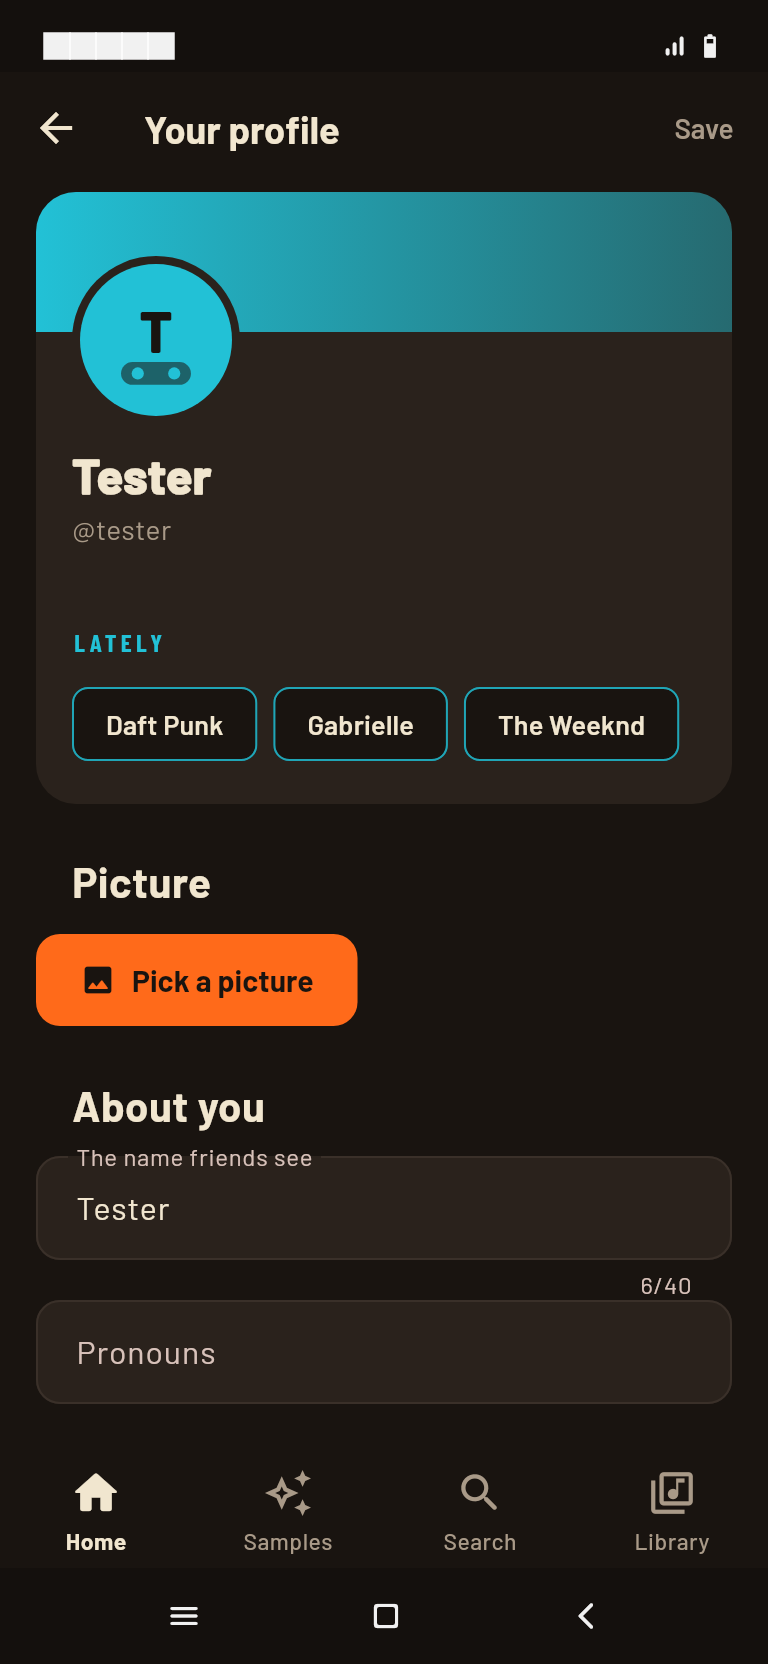 Your profile
Save
T
Tester
@tester
LATELY
Daft Punk Gabrielle The Weeknd
Picture
Pick a picture
About you
The name friends see
Tester
6/40
Pronouns
Home Samples Search Library